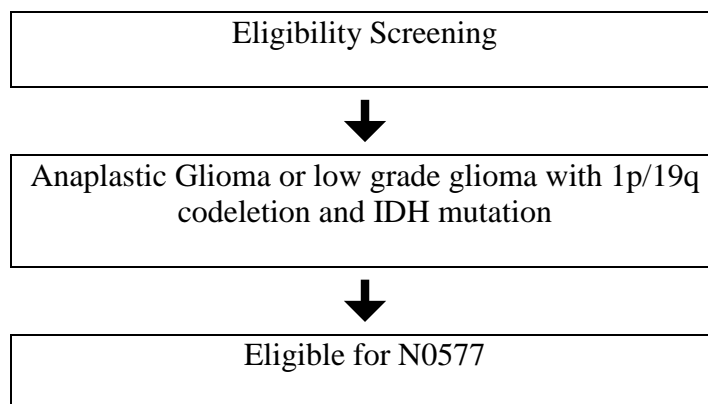 Eligibility Screening
Anaplastic Glioma or low grade glioma with 1p/19q
codeletion and IDH mutation
Eligible for N0577